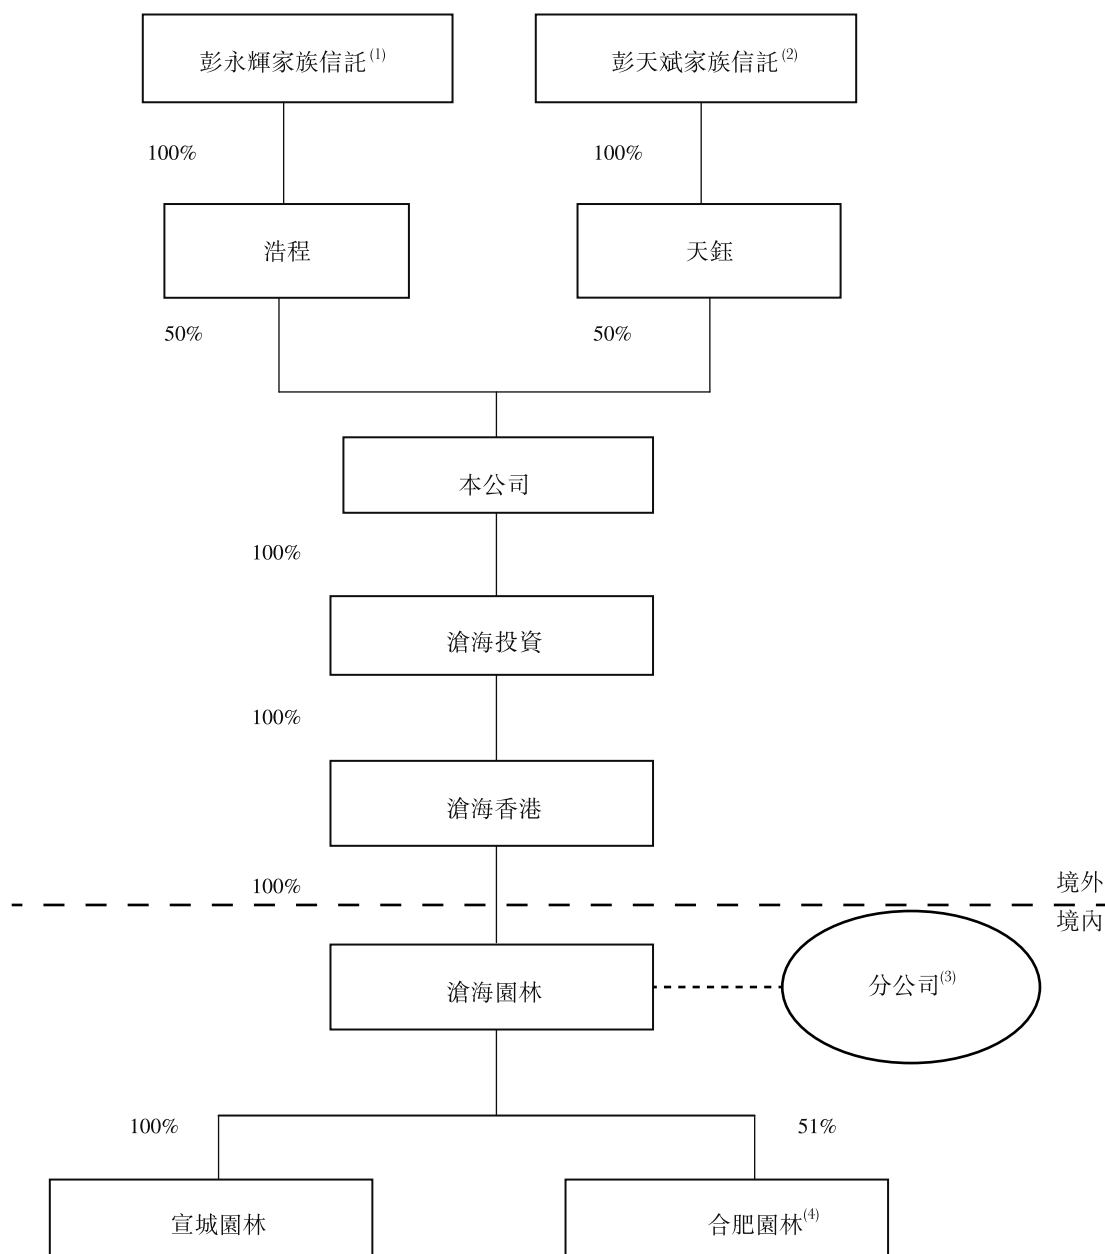 彭永輝家族信託(1)
彭天斌家族信託(2)
100%
100%
浩程
天鈺
50%
50%
本公司
100%
滄海投資
100%
滄海香港
100%
境外
境內
滄海園林
分公司(3)
100%
51%
宣城園林
合肥園林(4)